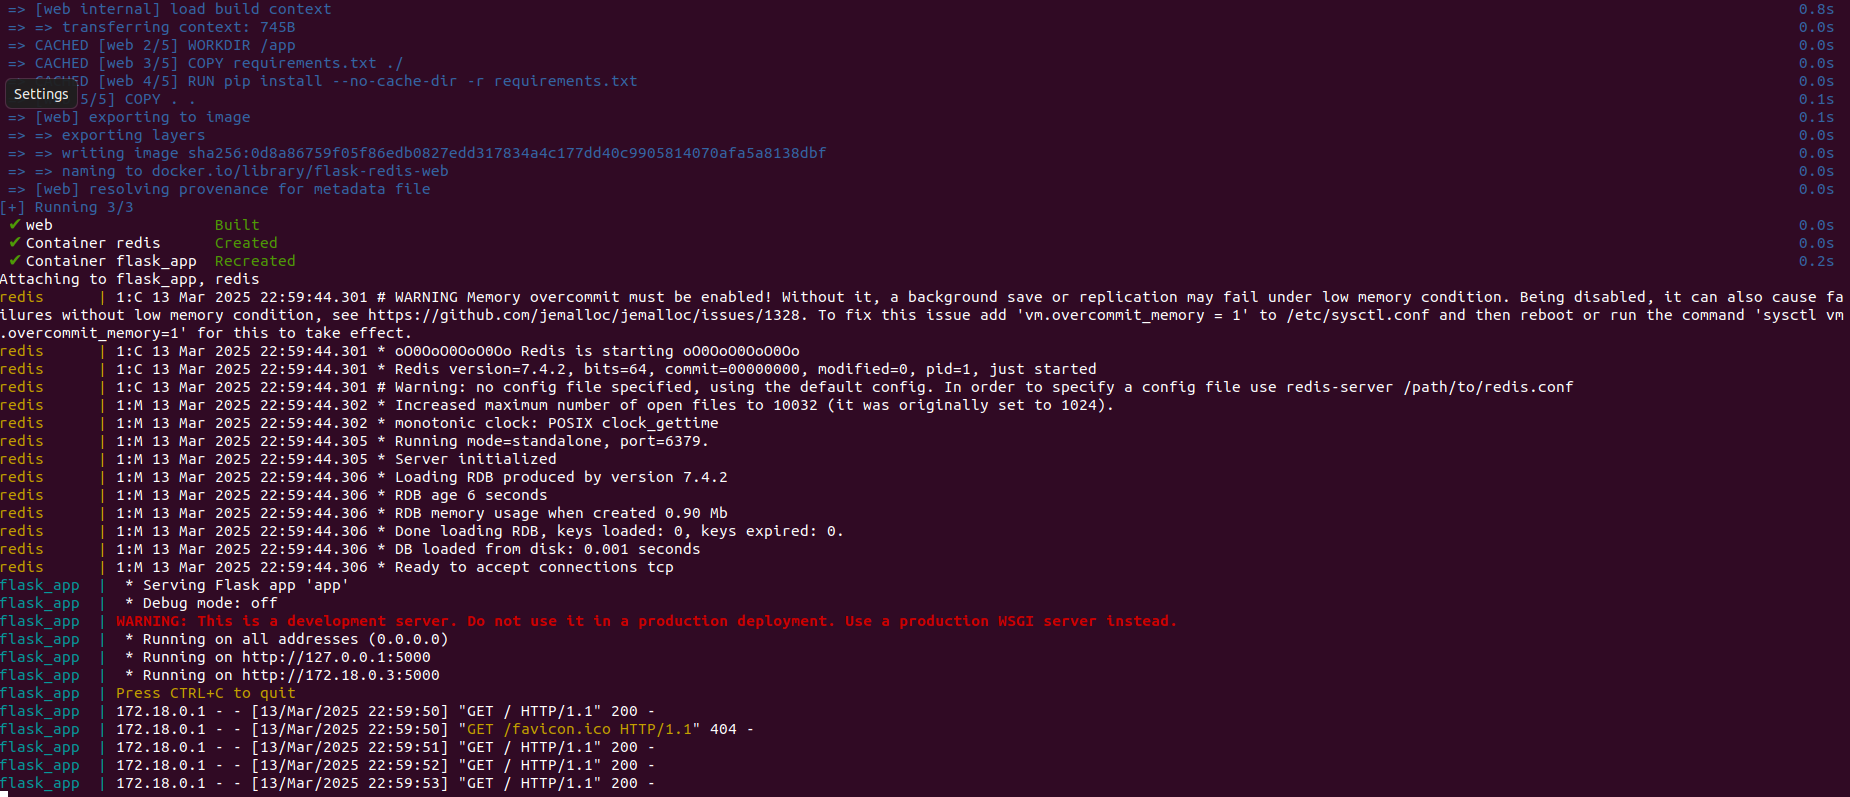 => [web internal] load build context 0.8s
=> => transferring context: 745B 0.0s
=> CACHED [web 2/5] WORKDIR /app 0.0s
=> CACHED [web 3/5] COPY requirements.txt ./ 0.0s
=> CACHED [web 4/5] RUN pip install --no-cache-dir -r requirements.txt 0.0s
Settings
5/5] COPY . . 0.1s
=> [web] exporting to image 0.1s
=> => exporting layers 0.0s
=> => writing image sha256:0d8a86759f05f86edb0827edd317834a4c177dd40c9905814070afa5a8138dbf 0.0s
=> => naming to docker.io/library/flask-redis-web 0.0s
=> [web] resolving provenance for metadata file 0.0s
[+] Running 3/3
✔ web Built 0.0s
✔ Container redis Created 0.0s
✔ Container flask_app Recreated 0.2s
Attaching to flask_app, redis
redis | 1:C 13 Mar 2025 22:59:44.301 # WARNING Memory overcommit must be enabled! Without it, a background save or replication may fail under low memory condition. Being disabled, it can also cause fa
ilures without low memory condition, see https://github.com/jemalloc/jemalloc/issues/1328. To fix this issue add 'vm.overcommit_memory = 1' to /etc/sysctl.conf and then reboot or run the command 'sysctl vm
.overcommit_memory=1' for this to take effect.
redis | 1:C 13 Mar 2025 22:59:44.301 * oO0OoO0OoO0Oo Redis is starting oO0OoO0OoO0Oo
redis | 1:C 13 Mar 2025 22:59:44.301 * Redis version=7.4.2, bits=64, commit=00000000, modified=0, pid=1, just started
redis | 1:C 13 Mar 2025 22:59:44.301 # Warning: no config file specified, using the default config. In order to specify a config file use redis-server /path/to/redis.conf
redis | 1:M 13 Mar 2025 22:59:44.302 * Increased maximum number of open files to 10032 (it was originally set to 1024).
redis | 1:M 13 Mar 2025 22:59:44.302 * monotonic clock: POSIX clock_gettime
redis | 1:M 13 Mar 2025 22:59:44.305 * Running mode=standalone, port=6379.
redis | 1:M 13 Mar 2025 22:59:44.305 * Server initialized
redis | 1:M 13 Mar 2025 22:59:44.306 * Loading RDB produced by version 7.4.2
redis | 1:M 13 Mar 2025 22:59:44.306 * RDB age 6 seconds
redis | 1:M 13 Mar 2025 22:59:44.306 * RDB memory usage when created 0.90 Mb
redis | 1:M 13 Mar 2025 22:59:44.306 * Done loading RDB, keys loaded: 0, keys expired: 0.
redis | 1:M 13 Mar 2025 22:59:44.306 * DB loaded from disk: 0.001 seconds
redis | 1:M 13 Mar 2025 22:59:44.306 * Ready to accept connections tcp
flask_app | * Serving Flask app 'app'
flask_app | * Debug mode: off
flask_app | WARNING: This is a development server. Do not use it in a production deployment. Use a production WSGI server instead.
flask_app | * Running on all addresses (0.0.0.0)
flask_app | * Running on http://127.0.0.1:5000
flask_app | * Running on http://172.18.0.3:5000
flask_app | Press CTRL+C to quit
flask_app | 172.18.0.1 - - [13/Mar/2025 22:59:50] "GET / HTTP/1.1" 200 -
flask_app | 172.18.0.1 - - [13/Mar/2025 22:59:50] "GET /favicon.ico HTTP/1.1" 404 -
flask_app | 172.18.0.1 - - [13/Mar/2025 22:59:51] "GET / HTTP/1.1" 200 -
flask_app | 172.18.0.1 - - [13/Mar/2025 22:59:52] "GET / HTTP/1.1" 200 -
flask_app | 172.18.0.1 - - [13/Mar/2025 22:59:53] "GET / HTTP/1.1" 200 -